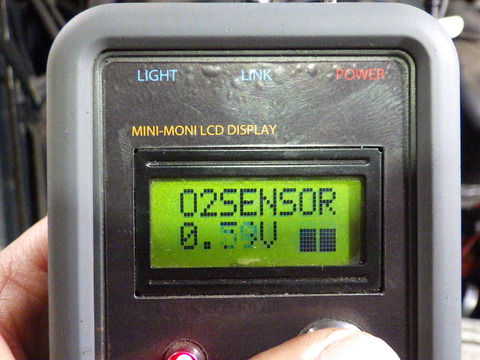 LIGHT LINK POWER
MINI-MONI LCD DISPLAY
O2SENSOR
0.59V